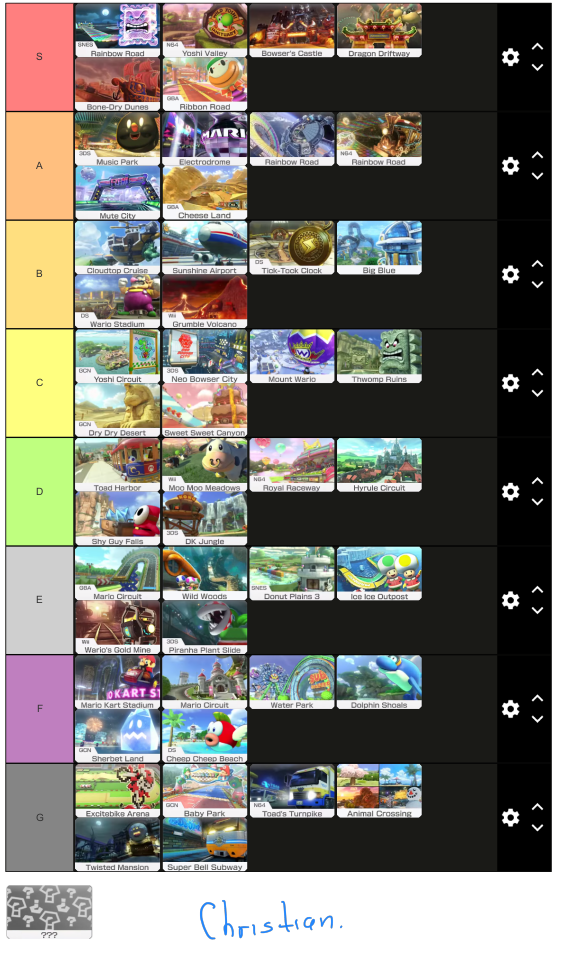 S
SNES Rainbow Road
N64 Yoshi Valley
Bowser's Castle
Dragon Driftway
Bone-Dry Dunes
GBA Ribbon Road
A
3DS Music Park
Electrodrome
Rainbow Road
N64 Rainbow Road
Mute City
GBA Cheese Land
B
Cloudtop Cruise
Sunshine Airport
DS Tick-Tock Clock
Big Blue
DS Wario Stadium
Wii Grumble Volcano
C
GCN Yoshi Circuit
3DS Neo Bowser City
Mount Wario
Thwomp Ruins
GCN Dry Dry Desert
Sweet Sweet Canyon
D
Toad Harbor
Wii Moo Moo Meadows
N64 Royal Raceway
Hyrule Circuit
Shy Guy Falls
3DS DK Jungle
E
GBA Mario Circuit
Wild Woods
SNES Donut Plains 3
Ice Ice Outpost
Wii Wario's Gold Mine
3DS Piranha Plant Slide
F
OKART ST
Mario Kart Stadium
Mario Circuit
Water Park
Dolphin Shoals
GCN Sherbet Land
DS Cheep Cheep Beach
G
Excitebike Arena
GCN Baby Park
N64 Toad's Turnpike
Animal Crossing
Twisted Mansion
Super Bell Subway
???
Christian.